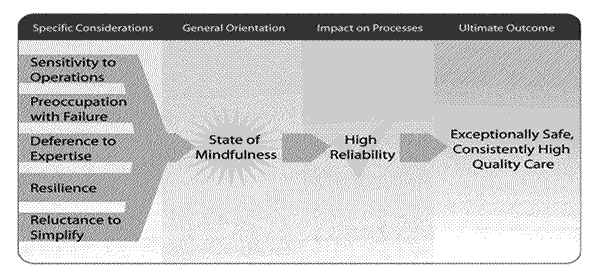 Specific Considerations
General Orientation
Impact on Processes
Ultimate Outcome
Sensitivity to
Operations
Preoccupation
with Failure
Deference to
Expertise
Resilience
Reluctance to
Simplify
State of
Mindfulness
High
Reliability
Exceptionally Safe,
Consistently High
Quality Care